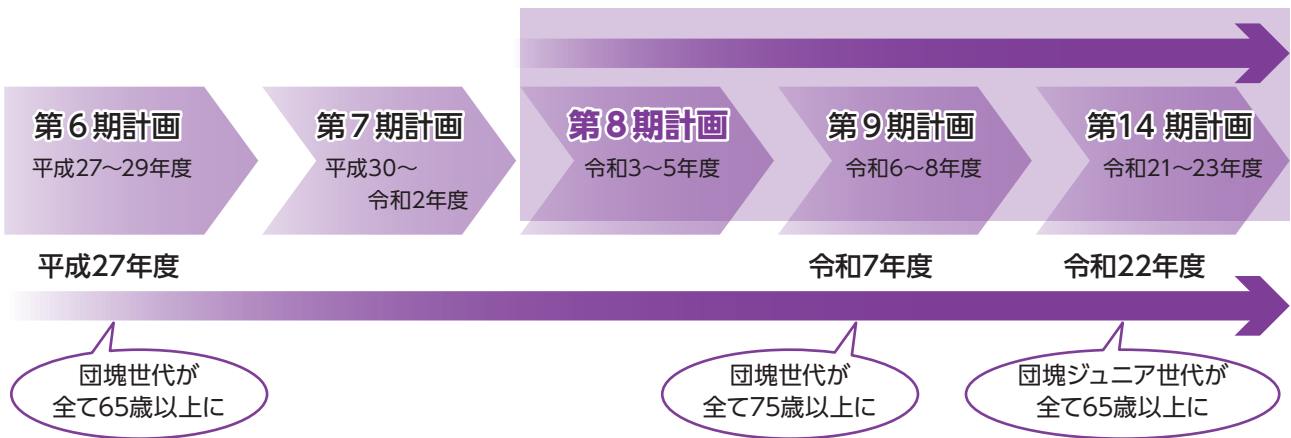 第6期計画
平成27～29年度
第7期計画
平成30～
令和2年度
第8期計画
令和3～5年度
第9期計画
令和6～8年度
第14期計画
令和21～23年度
平成27年度
令和7年度
令和22年度
団塊世代が
全て65歳以上に
団塊世代が
全て75歳以上に
団塊ジュニア世代が
全て65歳以上に